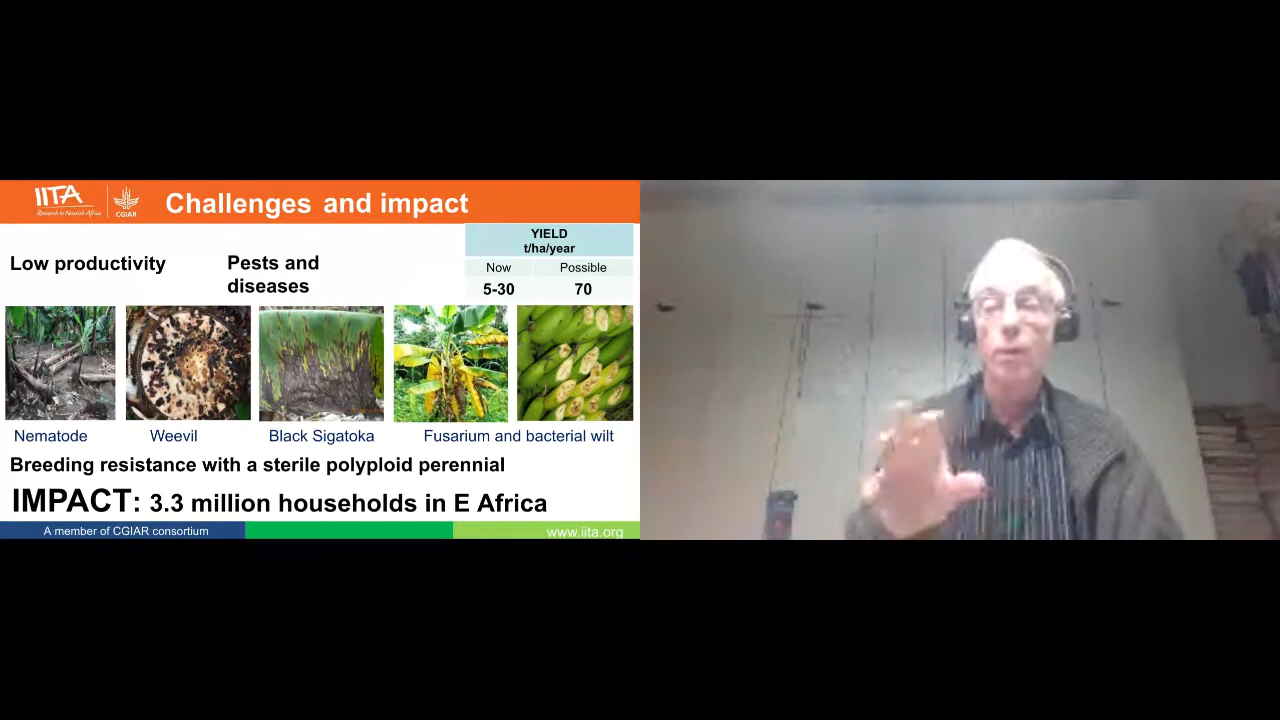 IITA
Research to Nourish Africa
CGIAR
Challenges and impact
YIELD
t/ha/year
Now Possible
5-30 70
Low productivity
Pests and
diseases
Nematode
Weevil
Black Sigatoka
Fusarium and bacterial wilt
Breeding resistance with a sterile polyploid perennial
IMPACT: 3.3 million households in E Africa
A member of CGIAR consortium
www.iita.org